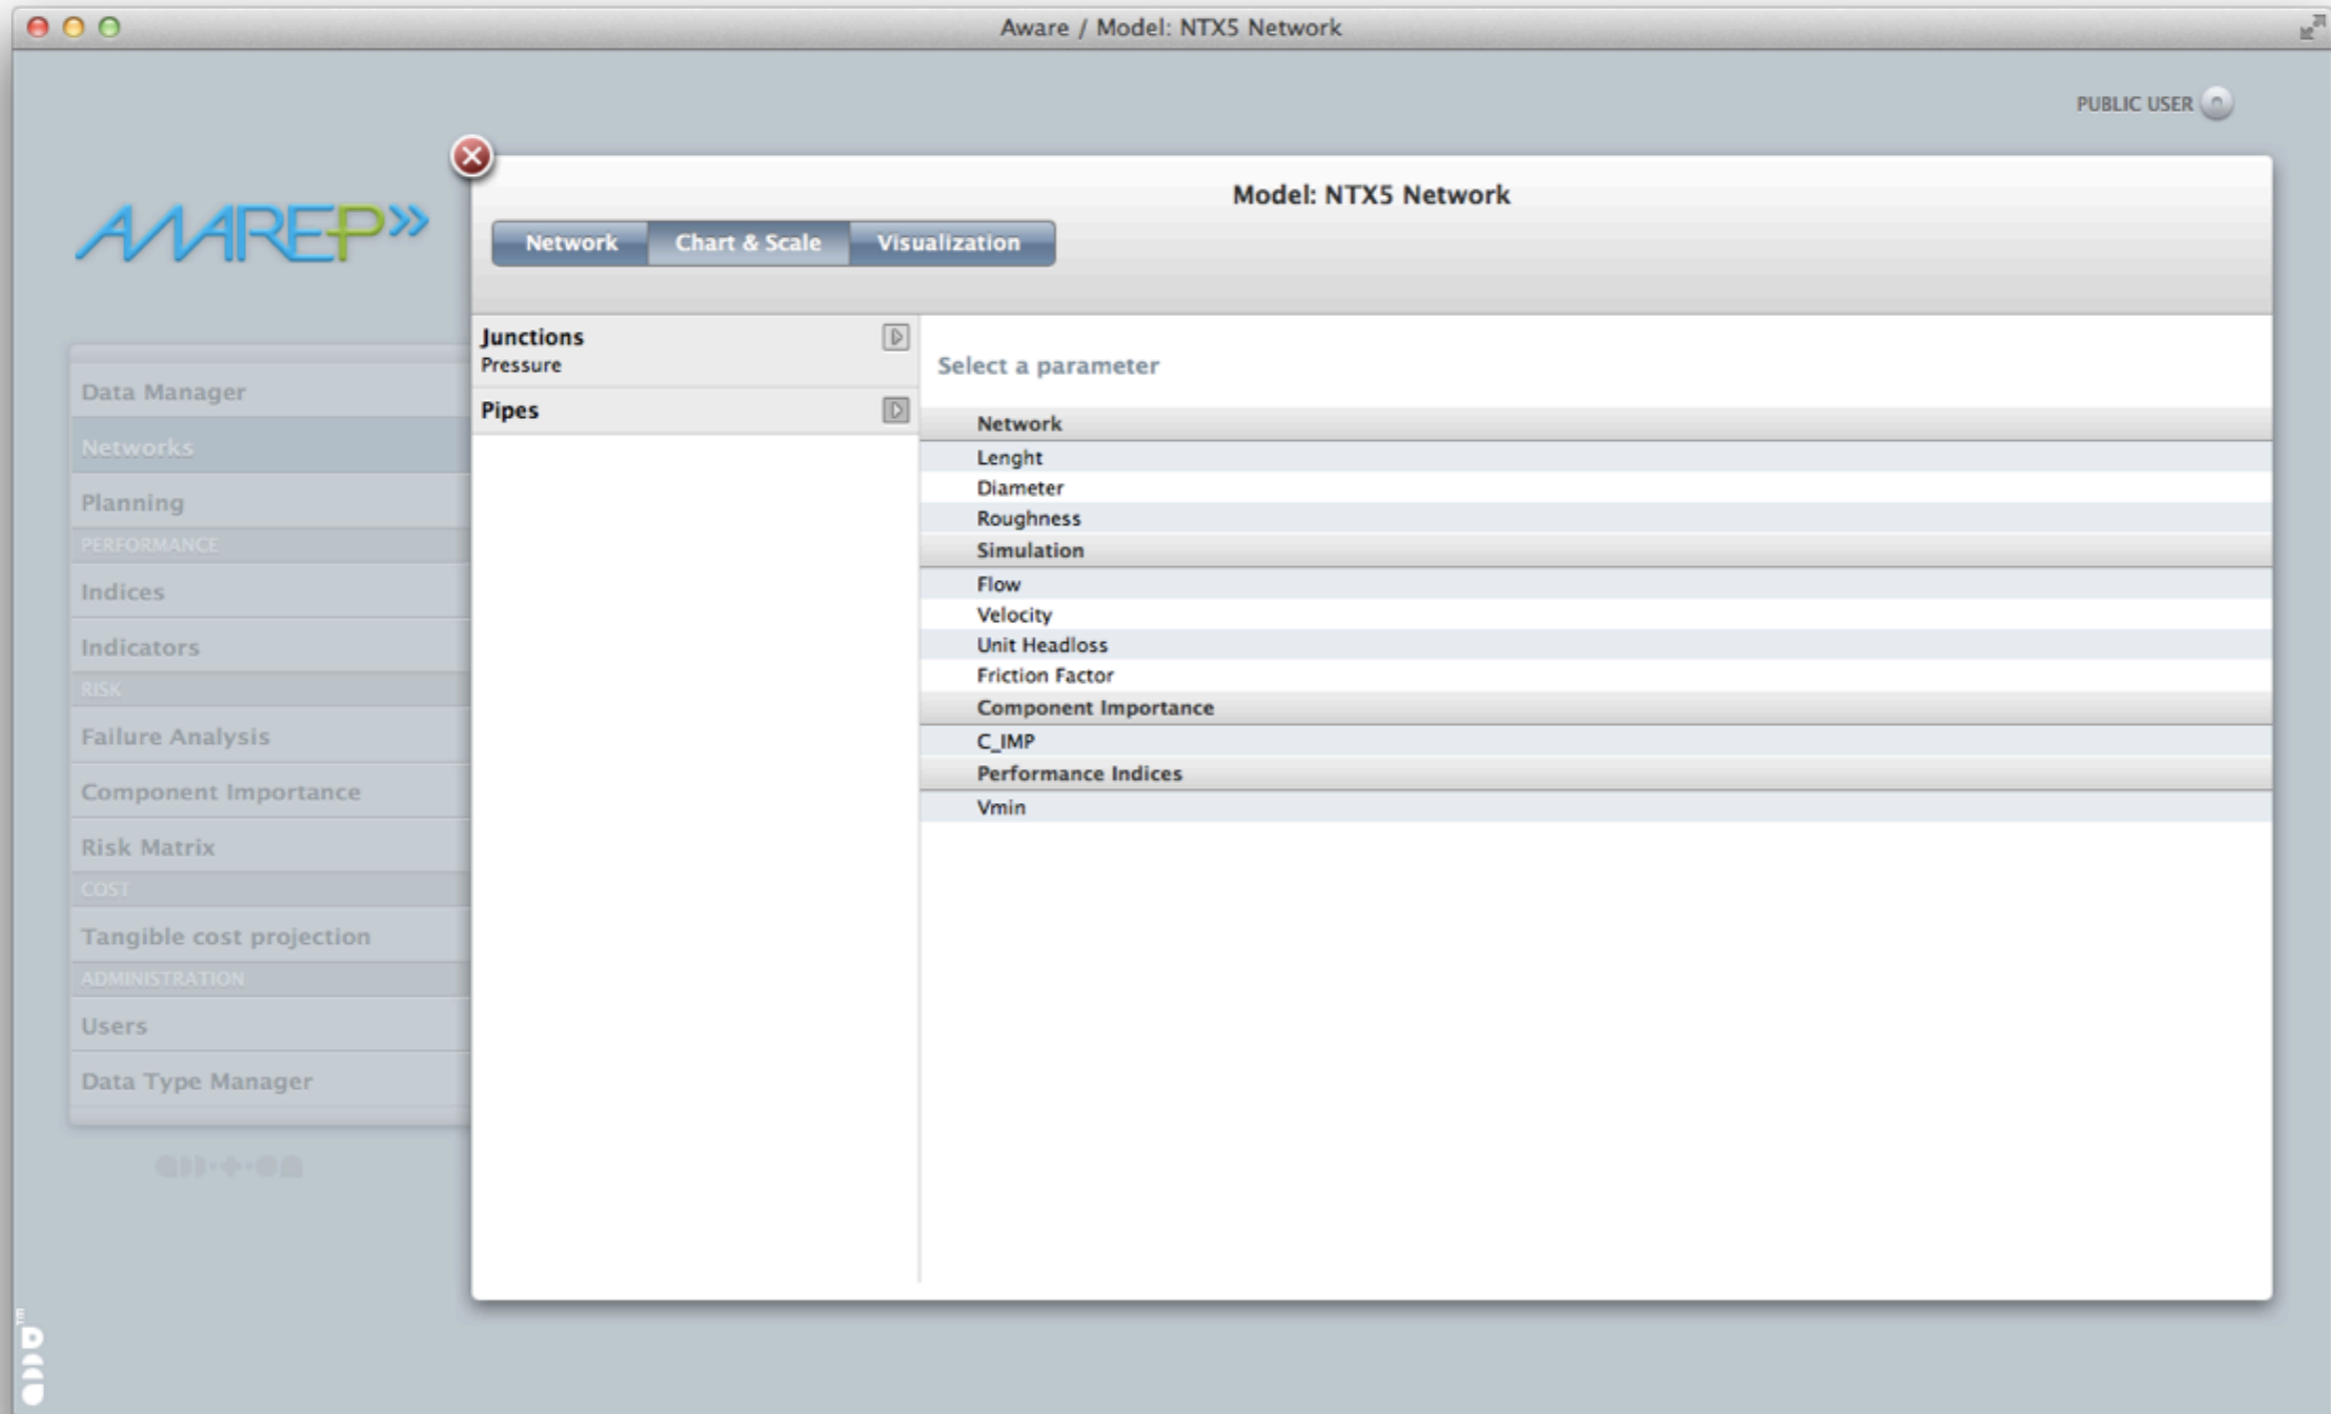 Aware / Model: NTX5 Network
PUBLIC USER
AWARE-P
Model: NTX5 Network
Network
Chart & Scale
Visualization
Data Manager
Networks
Planning
PERFORMANCE
Indices
Indicators
RISK
Failure Analysis
Component Importance
Risk Matrix
COST
Tangible cost projection
ADMINISTRATION
Users
Data Type Manager
Junctions
Pressure
Pipes
Select a parameter
Network
Lenght
Diameter
Roughness
Simulation
Flow
Velocity
Unit Headloss
Friction Factor
Component Importance
C_IMP
Performance Indices
Vmin